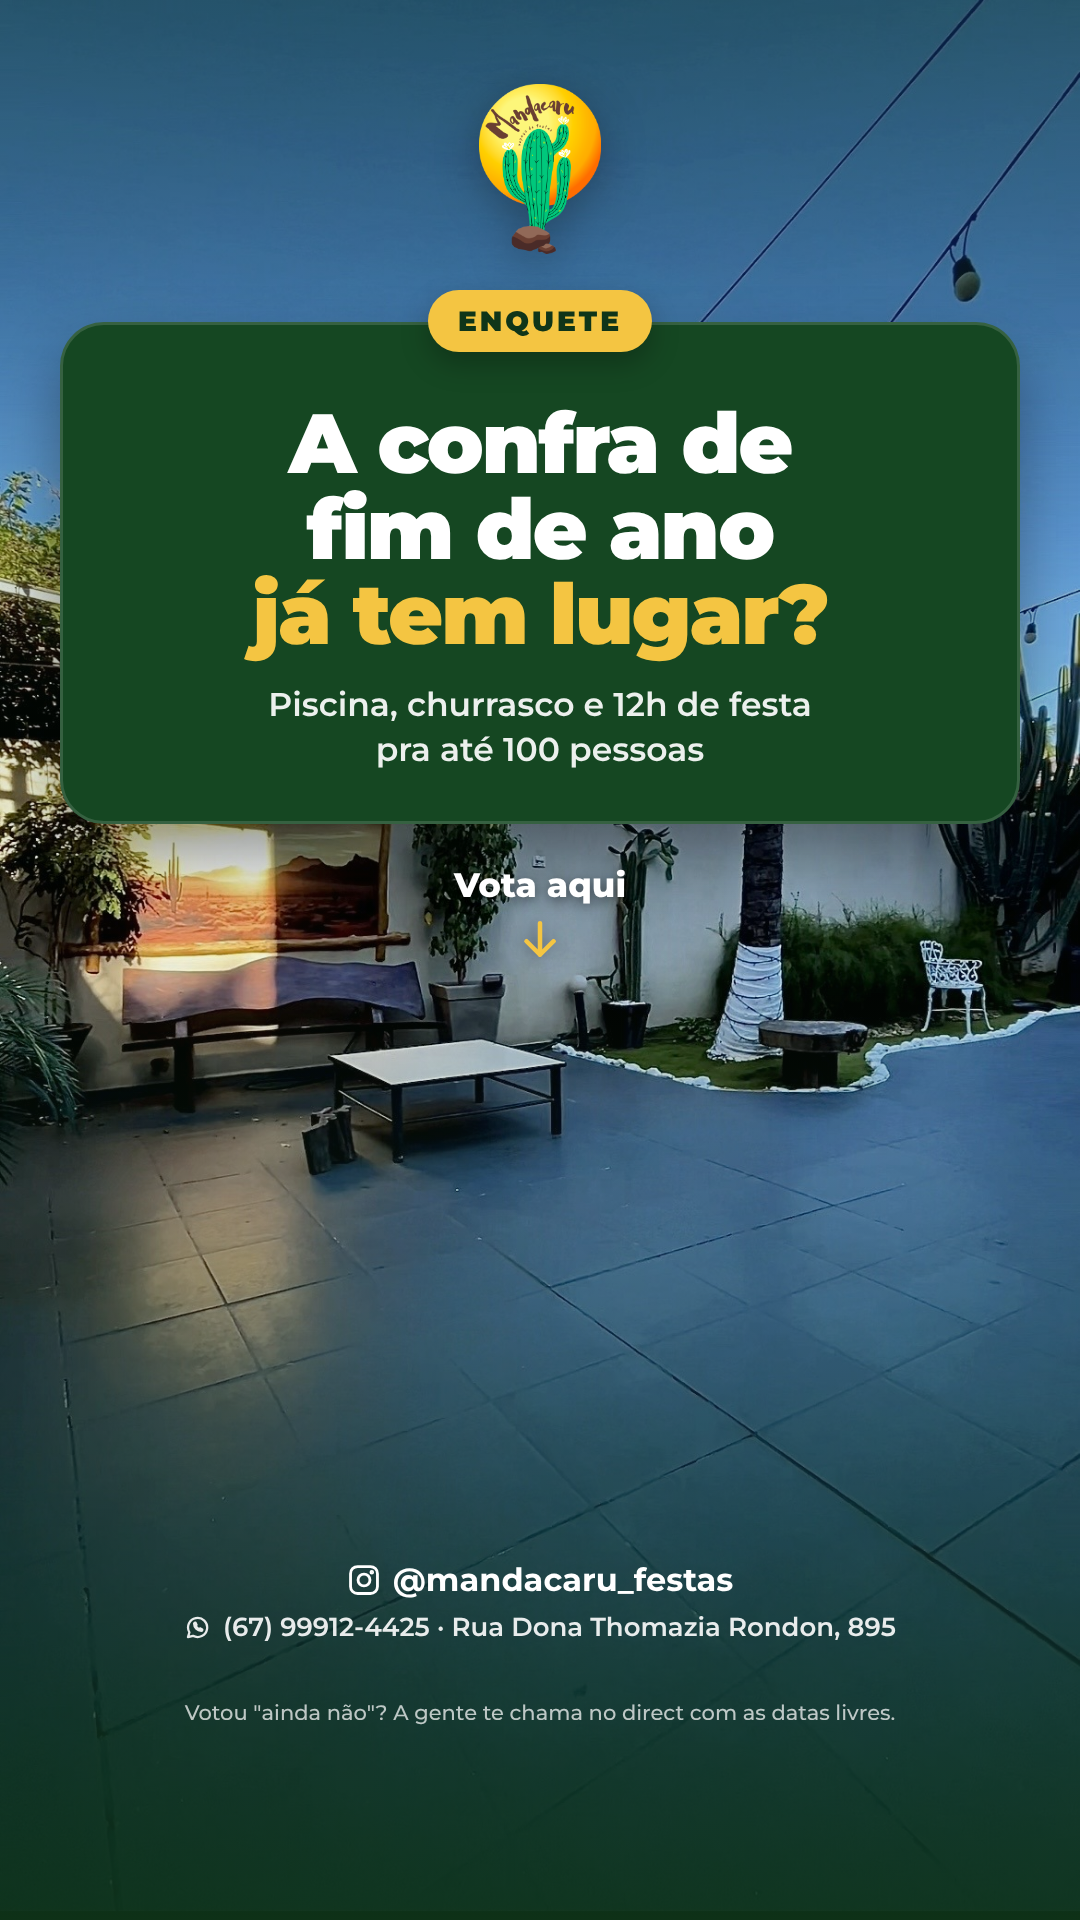 Mandacaru
ENQUETE
A confra de
fim de ano
já tem lugar?
Piscina, churrasco e 12h de festa
pra até 100 pessoas
Vota aqui
@mandacaru_festas
(67) 99912-4425 · Rua Dona Thomazia Rondon, 895
Votou "ainda não"? A gente te chama no direct com as datas livres.